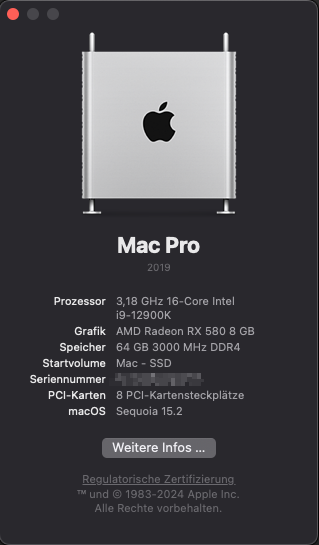 Mac Pro
2019
Prozessor 3,18 GHz 16-Core Intel
i9-12900K
Grafik AMD Radeon RX 580 8 GB
Speicher 64 GB 3000 MHz DDR4
Startvolume Mac - SSD
Seriennummer
PCI-Karten 8 PCI-Kartensteckplätze
macOS Sequoia 15.2
Weitere Infos ...
Regulatorische Zertifizierung
™ und © 1983-2024 Apple Inc.
Alle Rechte vorbehalten.